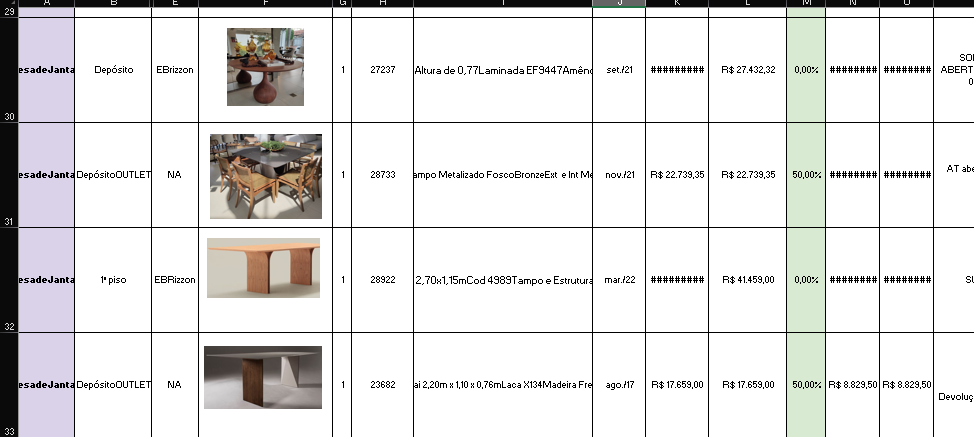 A B E F G H I J K L M N O
29
esadeJanta Depósito EBrizzon 1 27237 Altura de 0,77Laminada EF9447Amênd set./21 ######### R$ 27.432,32 0,00% ######## ######## SOL
ABERT
0
30
esadeJanta DepósitoOUTLET NA 1 28733 ampo Metalizado FoscoBronzeExt e Int Me nov./21 R$ 22.739,35 R$ 22.739,35 50,00% ######## ######## AT abe
31
esadeJanta 1º piso EBRizzon 1 28922 2,70x1,15mCod 4989Tampo e Estrutura mar./22 ######### R$ 41.459,00 0,00% ######## ######## SU
32
esadeJanta DepósitoOUTLET NA 1 23682 ai 2,20m x 1,10 x 0,76mLaca X134Madeira Fre ago./17 R$ 17.659,00 R$ 17.659,00 50,00% R$ 8.829,50 R$ 8.829,50
Devoluç
33